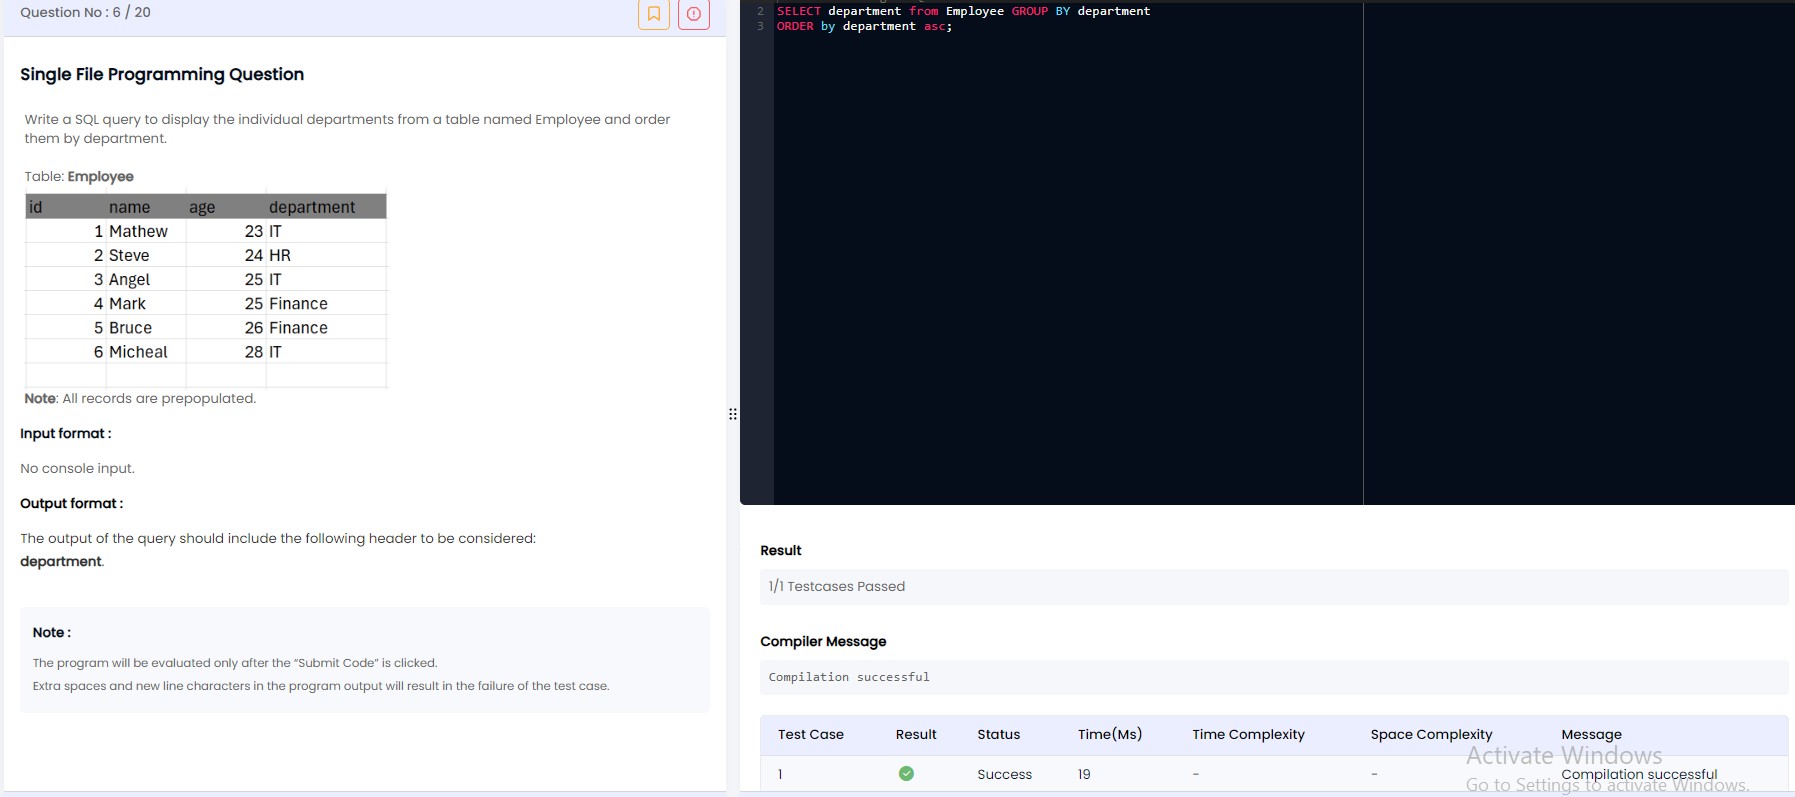 Question No : 6 / 20
Single File Programming Question
Write a SQL query to display the individual departments from a table named Employee and order
them by department.
Table: Employee
id name age department
1 Mathew 23 IT
2 Steve 24 HR
3 Angel 25 IT
4 Mark 25 Finance
5 Bruce 26 Finance
6 Micheal 28 IT
Note: All records are prepopulated.
Input format :
No console input.
Output format :
The output of the query should include the following header to be considered:
department.
Note :
The program will be evaluated only after the “Submit Code” is clicked.
Extra spaces and new line characters in the program output will result in the failure of the test case.
2 SELECT department from Employee GROUP BY department
3 ORDER by department asc;
Result
1/1 Testcases Passed
Compiler Message
Compilation successful
Test Case Result Status Time(Ms) Time Complexity Space Complexity Message
1 Success 19 - - Compilation successful
Activate Windows
Go to Settings to activate Windows.